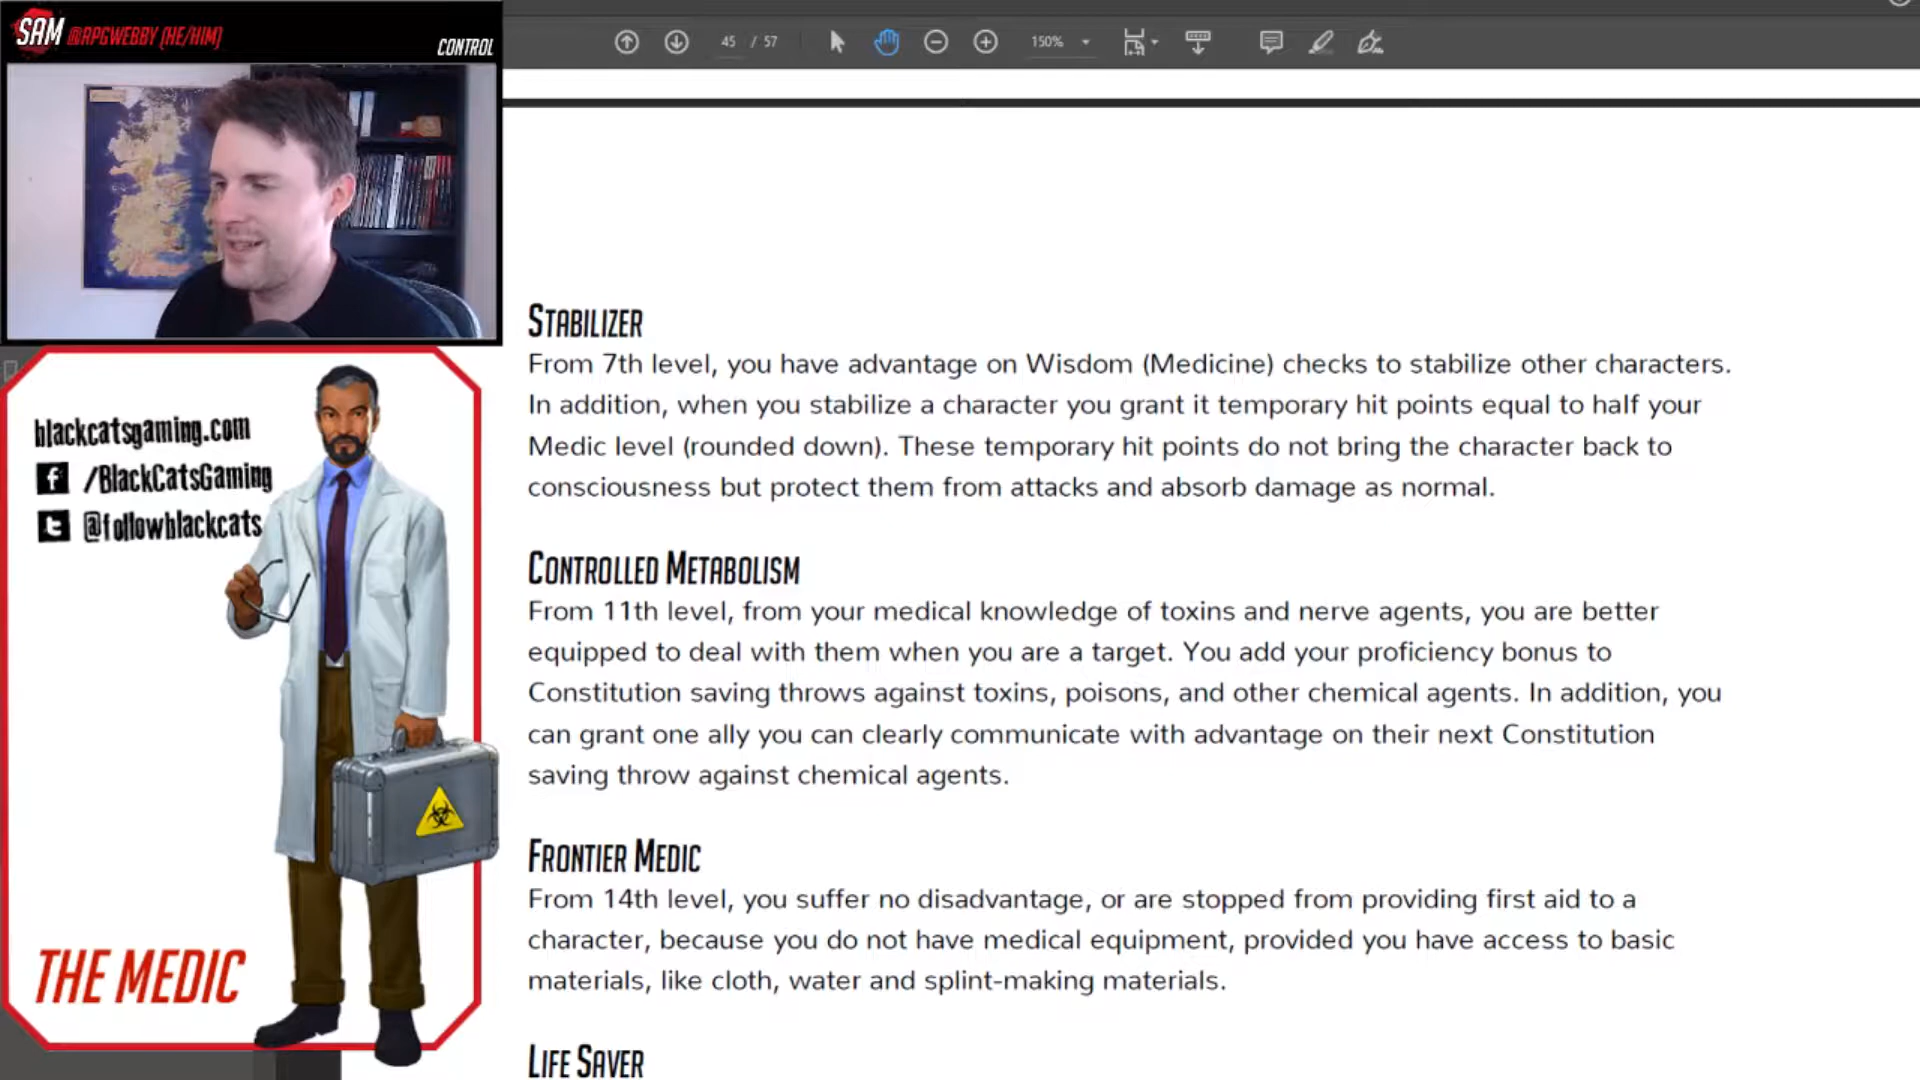 SAM @RPGWEBBY (HE/HIM)
CONTROL
45 / 57
150%
blackcatsgaming.com
/BlackCatsGaming
@followblackcats
THE MEDIC
STABILIZER
From 7th level, you have advantage on Wisdom (Medicine) checks to stabilize other characters.
In addition, when you stabilize a character you grant it temporary hit points equal to half your
Medic level (rounded down). These temporary hit points do not bring the character back to
consciousness but protect them from attacks and absorb damage as normal.
CONTROLLED METABOLISM
From 11th level, from your medical knowledge of toxins and nerve agents, you are better
equipped to deal with them when you are a target. You add your proficiency bonus to
Constitution saving throws against toxins, poisons, and other chemical agents. In addition, you
can grant one ally you can clearly communicate with advantage on their next Constitution
saving throw against chemical agents.
FRONTIER MEDIC
From 14th level, you suffer no disadvantage, or are stopped from providing first aid to a
character, because you do not have medical equipment, provided you have access to basic
materials, like cloth, water and splint-making materials.
LIFE SAVER